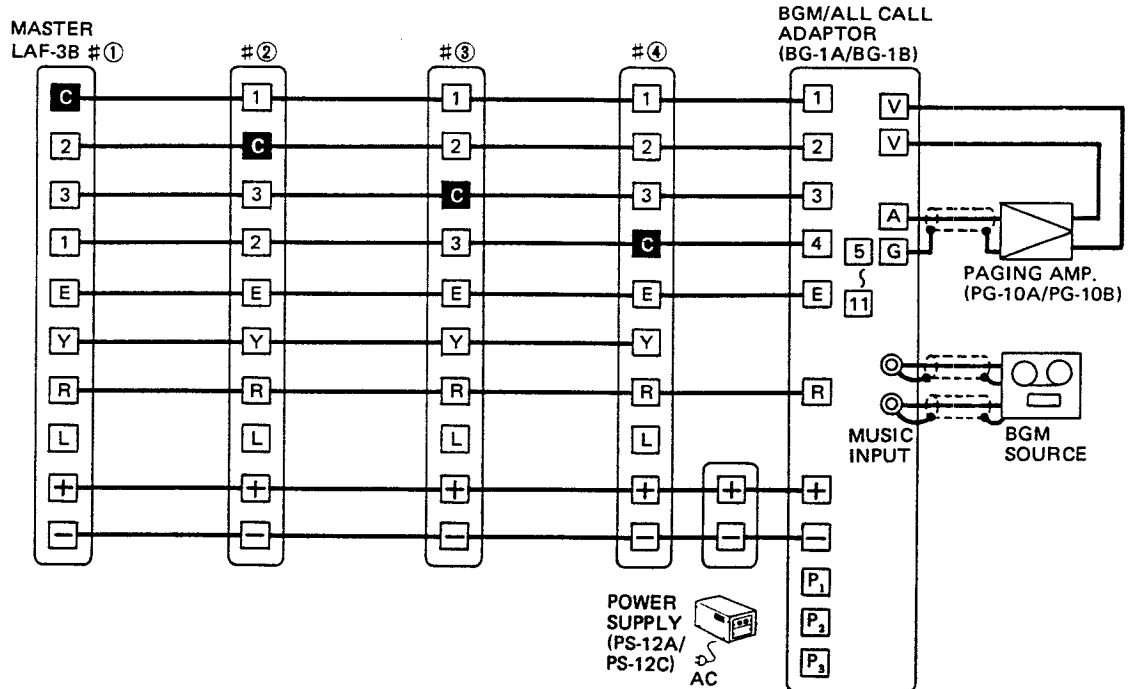 MASTER
LAF-3B #①
#②
#③
#④
BGM/ALL CALL
ADAPTOR
(BG-1A/BG-1B)
C 1 1 1 1 V
2 C 2 2 2 V
3 3 C 3 3
1 2 3 C 4 A
5 G
E E E E E 11
PAGING AMP.
(PG-10A/PG-10B)
Y Y Y Y
R R R R R
L L L L
MUSIC
INPUT
BGM
SOURCE
+ + + + + +
− − − − − −
P₁
P₂
P₃
POWER
SUPPLY
(PS-12A/
PS-12C)
AC